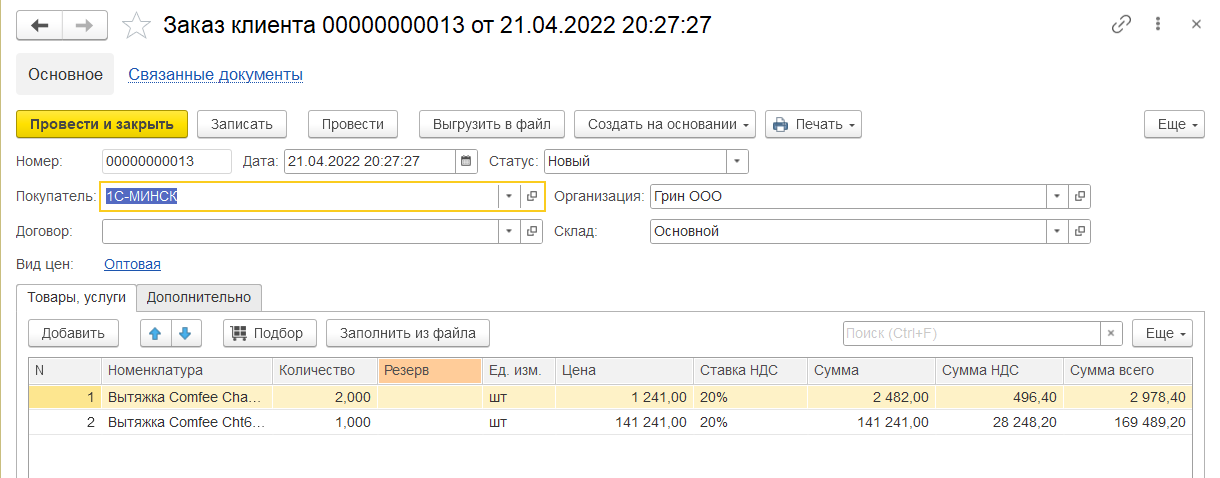 Заказ клиента 00000000013 от 21.04.2022 20:27:27
Основное Связанные документы
Провести и закрыть Записать Провести Выгрузить в файл Создать на основании Печать Еще
Номер: 00000000013 Дата: 21.04.2022 20:27:27 Статус: Новый
Покупатель: 1С-МИНСК Организация: Грин ООО
Договор: Склад: Основной
Вид цен: Оптовая
Товары, услуги Дополнительно
Добавить Подбор Заполнить из файла Поиск (Ctrl+F) × Еще
N Номенклатура Количество Резерв Ед. изм. Цена Ставка НДС Сумма Сумма НДС Сумма всего
1 Вытяжка Comfee Cha... 2,000 шт 1 241,00 20% 2 482,00 496,40 2 978,40
2 Вытяжка Comfee Cht6... 1,000 шт 141 241,00 20% 141 241,00 28 248,20 169 489,20